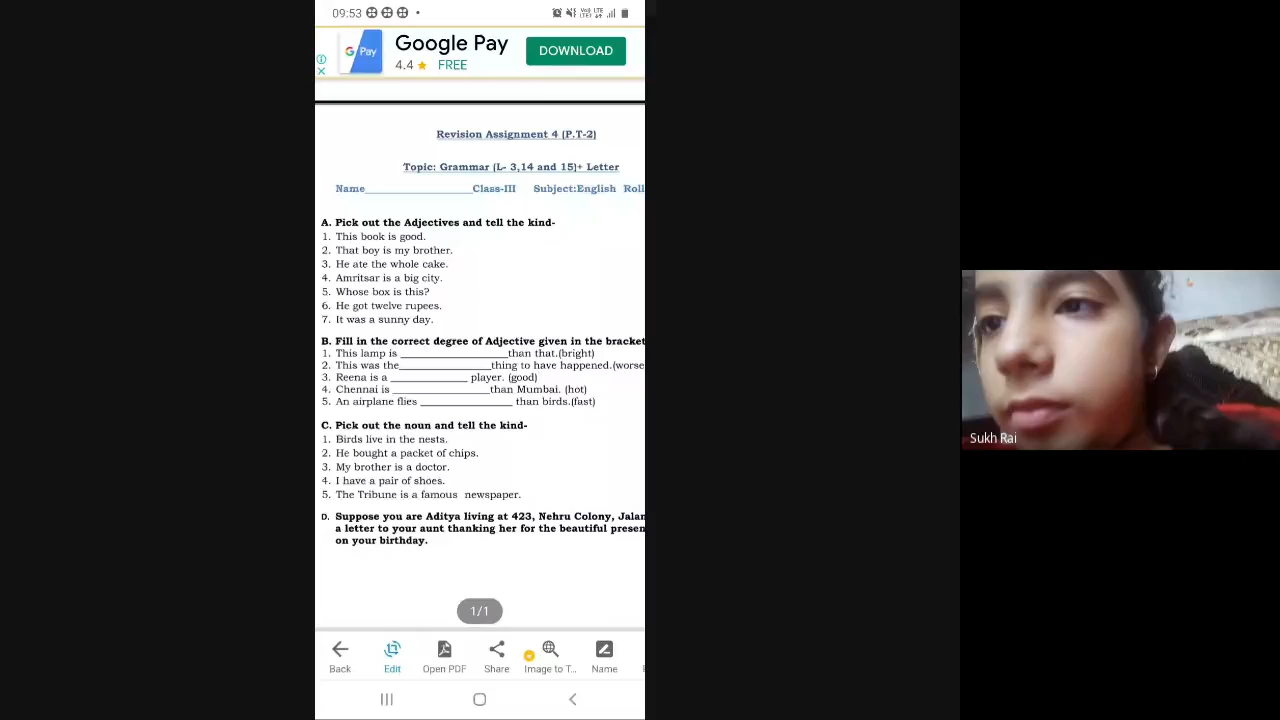 09:53
Google Pay
G Pay
4.4 ★ FREE
DOWNLOAD
Revision Assignment 4 (P.T-2)
Topic: Grammar (L- 3,14 and 15)+ Letter
Name____________________Class-III Subject:English Roll
A. Pick out the Adjectives and tell the kind-
1. This book is good.
2. That boy is my brother.
3. He ate the whole cake.
4. Amritsar is a big city.
5. Whose box is this?
6. He got twelve rupees.
7. It was a sunny day.
B. Fill in the correct degree of Adjective given in the bracket
1. This lamp is ____________________than that.(bright)
2. This was the_________________thing to have happened.(worse
3. Reena is a ______________ player. (good)
4. Chennai is __________________than Mumbai. (hot)
5. An airplane flies _________________ than birds.(fast)
C. Pick out the noun and tell the kind-
1. Birds live in the nests.
2. He bought a packet of chips.
3. My brother is a doctor.
4. I have a pair of shoes.
5. The Tribune is a famous newspaper.
D. Suppose you are Aditya living at 423, Nehru Colony, Jalan
a letter to your aunt thanking her for the beautiful presen
on your birthday.
1/1
Back Edit Open PDF Share Image to T... Name
Sukh Rai